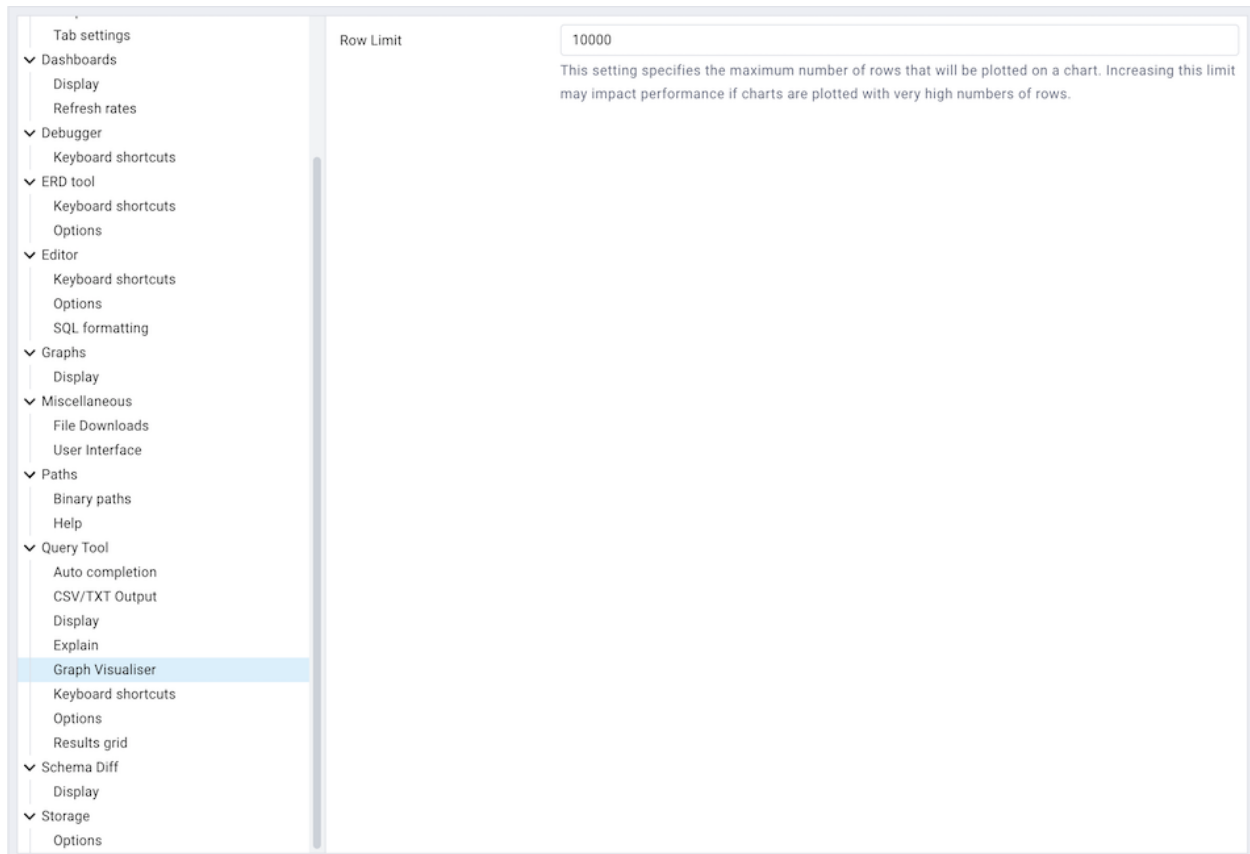 Tab settings
Dashboards
Display
Refresh rates
Debugger
Keyboard shortcuts
ERD tool
Keyboard shortcuts
Options
Editor
Keyboard shortcuts
Options
SQL formatting
Graphs
Display
Miscellaneous
File Downloads
User Interface
Paths
Binary paths
Help
Query Tool
Auto completion
CSV/TXT Output
Display
Explain
Graph Visualiser
Keyboard shortcuts
Options
Results grid
Schema Diff
Display
Storage
Options
Row Limit
10000
This setting specifies the maximum number of rows that will be plotted on a chart. Increasing this limit
may impact performance if charts are plotted with very high numbers of rows.